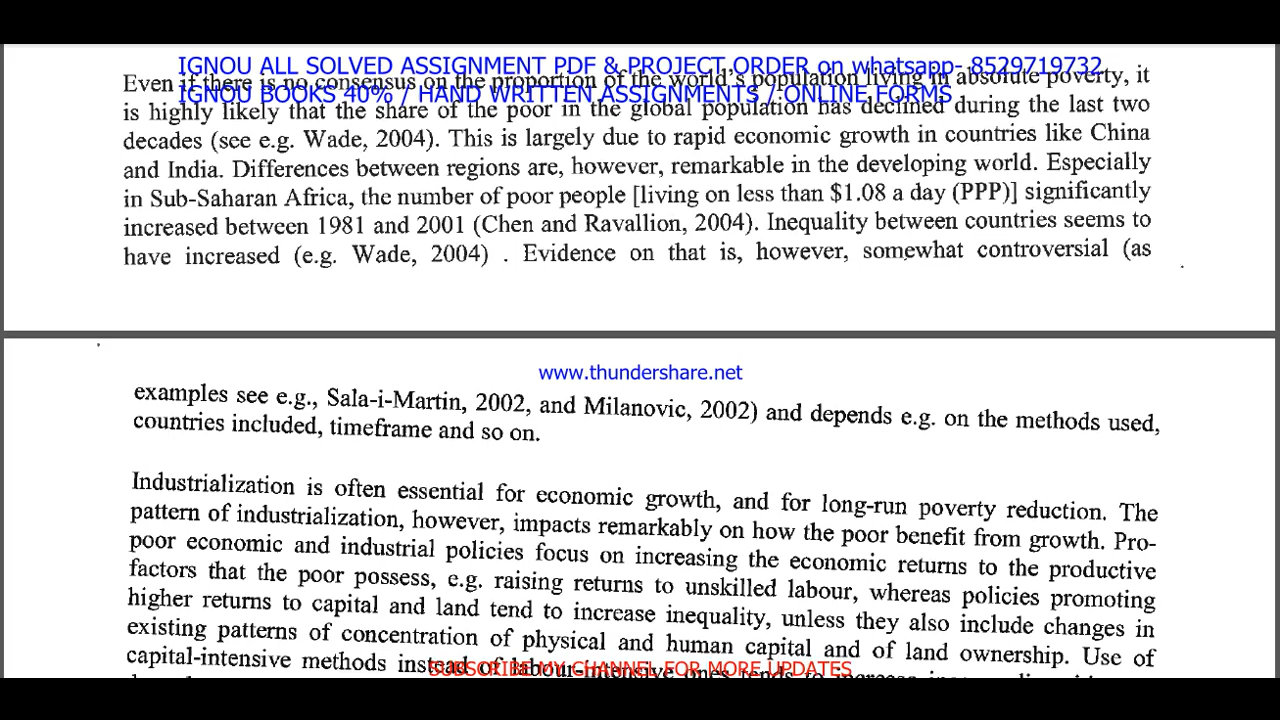 IGNOU ALL SOLVED ASSIGNMENT PDF & PROJECT ORDER on whatsapp- 8529719732
Even if there is no consensus on the proportion of the world's population living in absolute poverty, it
IGNOU BOOKS 40% / HAND WRITTEN ASSIGNMENTS / ONLINE FORMS
is highly likely that the share of the poor in the global population has declined during the last two
decades (see e.g. Wade, 2004). This is largely due to rapid economic growth in countries like China
and India. Differences between regions are, however, remarkable in the developing world. Especially
in Sub-Saharan Africa, the number of poor people [living on less than $1.08 a day (PPP)] significantly
increased between 1981 and 2001 (Chen and Ravallion, 2004). Inequality between countries seems to
have increased (e.g. Wade, 2004) . Evidence on that is, however, somewhat controversial (as
www.thundershare.net
examples see e.g., Sala-i-Martin, 2002, and Milanovic, 2002) and depends e.g. on the methods used,
countries included, timeframe and so on.
Industrialization is often essential for economic growth, and for long-run poverty reduction. The
pattern of industrialization, however, impacts remarkably on how the poor benefit from growth. Pro-
poor economic and industrial policies focus on increasing the economic returns to the productive
factors that the poor possess, e.g. raising returns to unskilled labour, whereas policies promoting
higher returns to capital and land tend to increase inequality, unless they also include changes in
existing patterns of concentration of physical and human capital and of land ownership. Use of
capital-intensive methods instead of labour-intensive ones tends to increase
SUBSCRIBE MY CHANNEL FOR MORE UPDATES